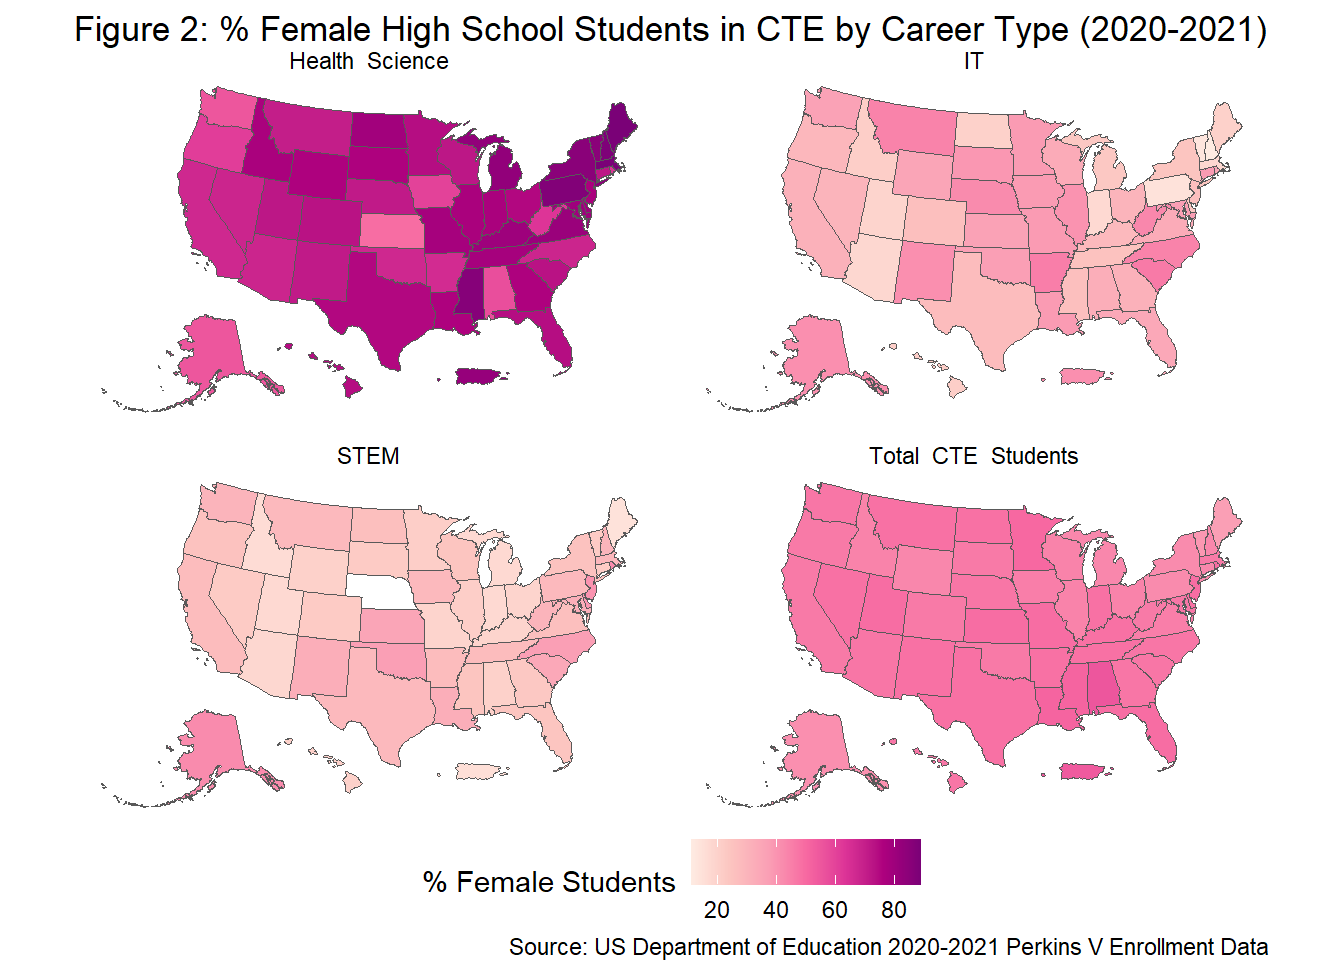 Figure 2: % Female High School Students in CTE by Career Type (2020-2021)
Health Science
IT
STEM
Total CTE Students
% Female Students
20 40 60 80
Source: US Department of Education 2020-2021 Perkins V Enrollment Data